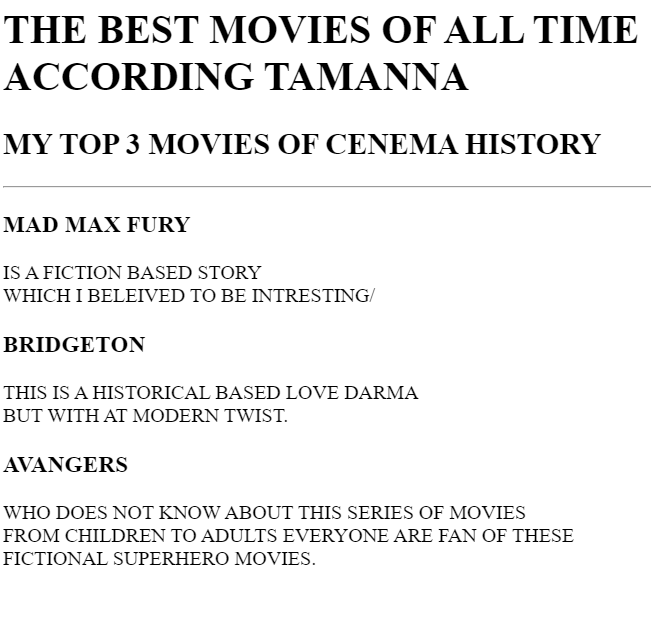 THE BEST MOVIES OF ALL TIME
ACCORDING TAMANNA
MY TOP 3 MOVIES OF CENEMA HISTORY
MAD MAX FURY
IS A FICTION BASED STORY
WHICH I BELEIVED TO BE INTRESTING/
BRIDGETON
THIS IS A HISTORICAL BASED LOVE DARMA
BUT WITH AT MODERN TWIST.
AVANGERS
WHO DOES NOT KNOW ABOUT THIS SERIES OF MOVIES
FROM CHILDREN TO ADULTS EVERYONE ARE FAN OF THESE
FICTIONAL SUPERHERO MOVIES.